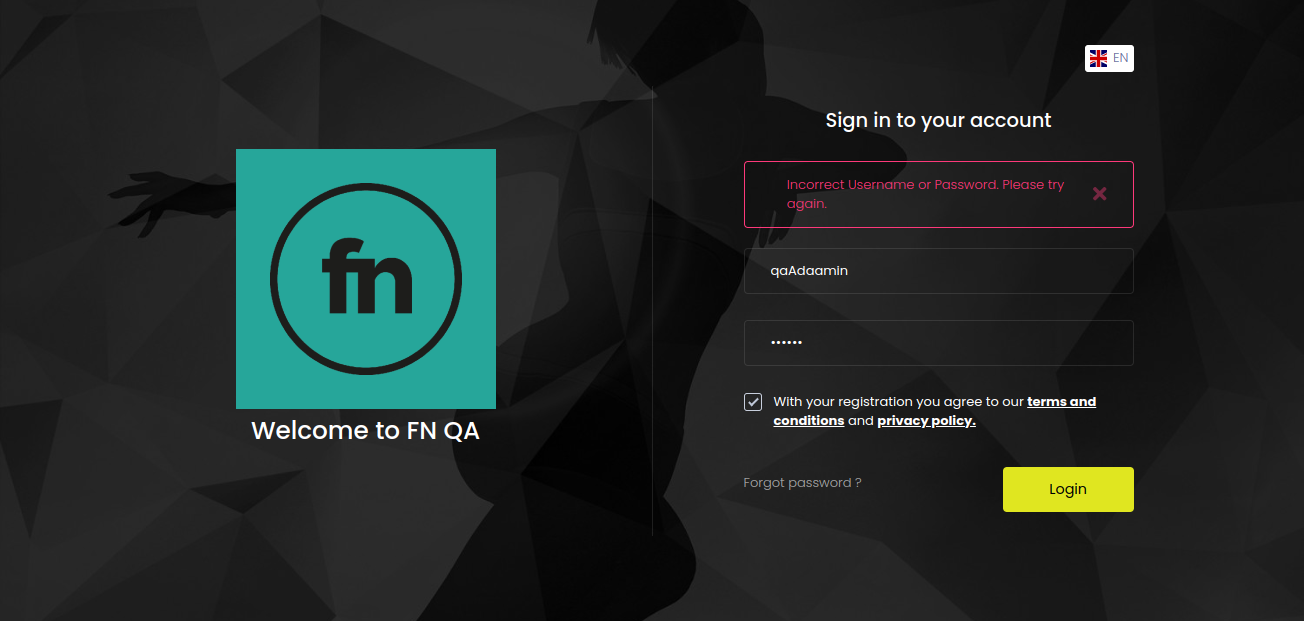 EN
Sign in to your account
Incorrect Username or Password. Please try
again.
qaAdaamin
••••••
With your registration you agree to our terms and
conditions and privacy policy.
Forgot password ?
Login
fn
Welcome to FN QA